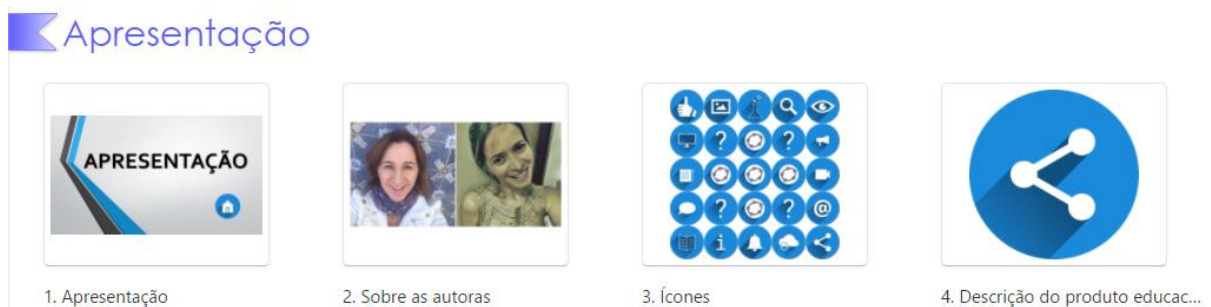 Apresentação
APRESENTAÇÃO
1. Apresentação
2. Sobre as autoras
3. Ícones
4. Descrição do produto educac...